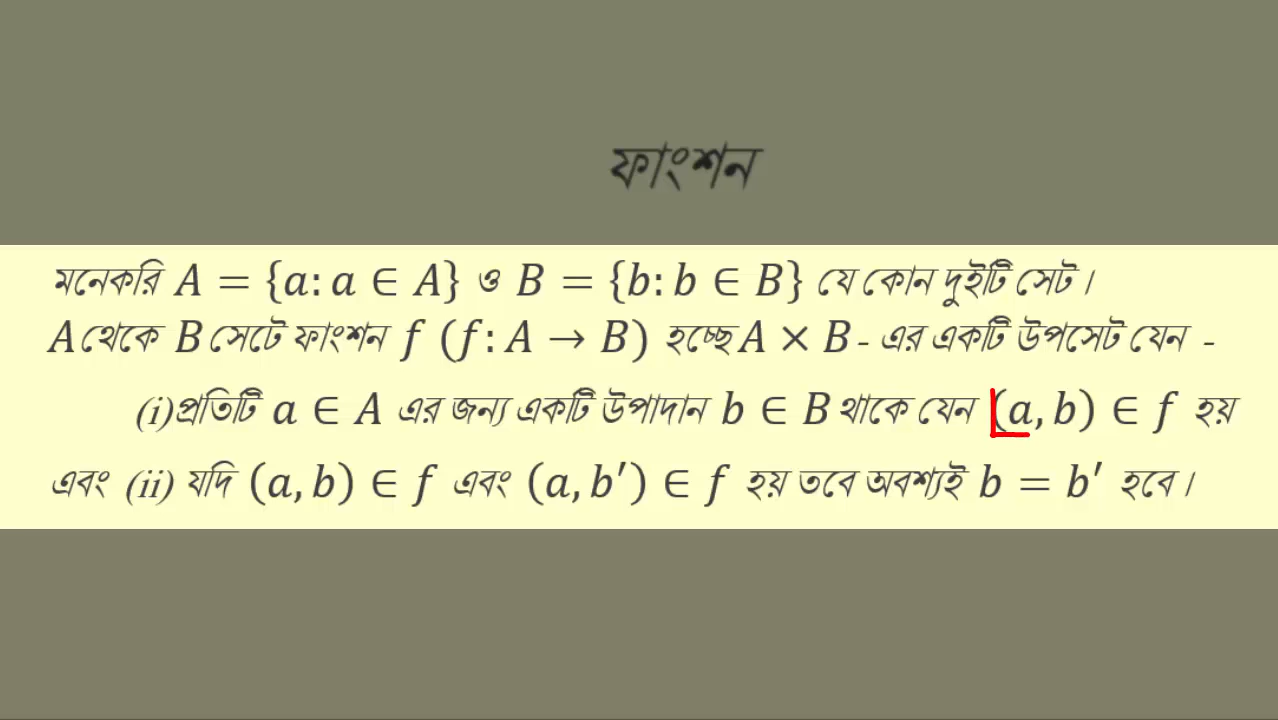 ফাংশন
মনেকরি A = {a: a ∈ A} ও B = {b: b ∈ B} যে কোন দুইটি সেট।
A থেকে B সেটে ফাংশন f (f: A → B) হচ্ছে A × B - এর একটি উপসেট যেন -
(i)প্রতিটি a ∈ A এর জন্য একটি উপাদান b ∈ B থাকে যেন (a, b) ∈ f হয়
এবং (ii) যদি (a, b) ∈ f এবং (a, b′) ∈ f হয় তবে অবশ্যই b = b′ হবে।